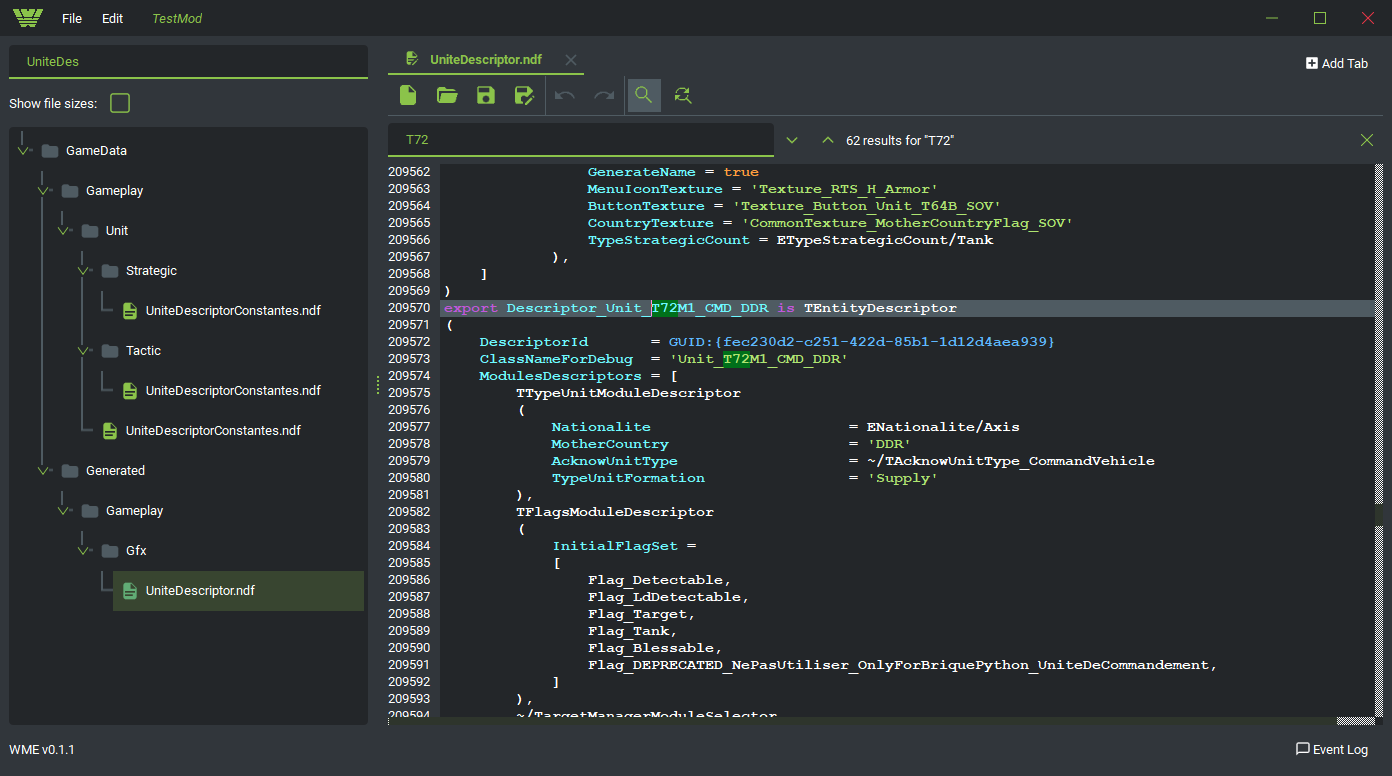 File Edit TestMod
UniteDes
Show file sizes:
GameData
Gameplay
Unit
Strategic
UniteDescriptorConstantes.ndf
Tactic
UniteDescriptorConstantes.ndf
UniteDescriptorConstantes.ndf
Generated
Gameplay
Gfx
UniteDescriptor.ndf
UniteDescriptor.ndf
Add Tab
T72
62 results for "T72"
209562 GenerateName = true
209563 MenuIconTexture = 'Texture_RTS_H_Armor'
209564 ButtonTexture = 'Texture_Button_Unit_T64B_SOV'
209565 CountryTexture = 'CommonTexture_MotherCountryFlag_SOV'
209566 TypeStrategicCount = ETypeStrategicCount/Tank
209567 ),
209568 ]
209569 )
209570 export Descriptor_Unit_T72M1_CMD_DDR is TEntityDescriptor
209571 (
209572 DescriptorId = GUID:{fec230d2-c251-422d-85b1-1d12d4aea939}
209573 ClassNameForDebug = 'Unit_T72M1_CMD_DDR'
209574 ModulesDescriptors = [
209575 TTypeUnitModuleDescriptor
209576 (
209577 Nationalite = ENationalite/Axis
209578 MotherCountry = 'DDR'
209579 AcknowUnitType = ~/TAcknowUnitType_CommandVehicle
209580 TypeUnitFormation = 'Supply'
209581 ),
209582 TFlagsModuleDescriptor
209583 (
209584 InitialFlagSet =
209585 [
209586 Flag_Detectable,
209587 Flag_LdDetectable,
209588 Flag_Target,
209589 Flag_Tank,
209590 Flag_Blessable,
209591 Flag_DEPRECATED_NePasUtiliser_OnlyForBriquePython_UniteDeCommandement,
209592 ]
209593 ),
209594 ~/TargetManagerModuleSelector
WME v0.1.1
Event Log